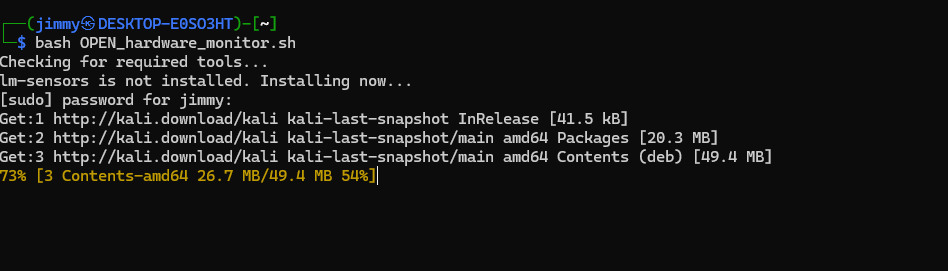 (jimmy㉿DESKTOP-E0SO3HT)-[~]
$ bash OPEN_hardware_monitor.sh
Checking for required tools...
lm-sensors is not installed. Installing now...
[sudo] password for jimmy:
Get:1 http://kali.download/kali kali-last-snapshot InRelease [41.5 kB]
Get:2 http://kali.download/kali kali-last-snapshot/main amd64 Packages [20.3 MB]
Get:3 http://kali.download/kali kali-last-snapshot/main amd64 Contents (deb) [49.4 MB]
73% [3 Contents-amd64 26.7 MB/49.4 MB 54%]